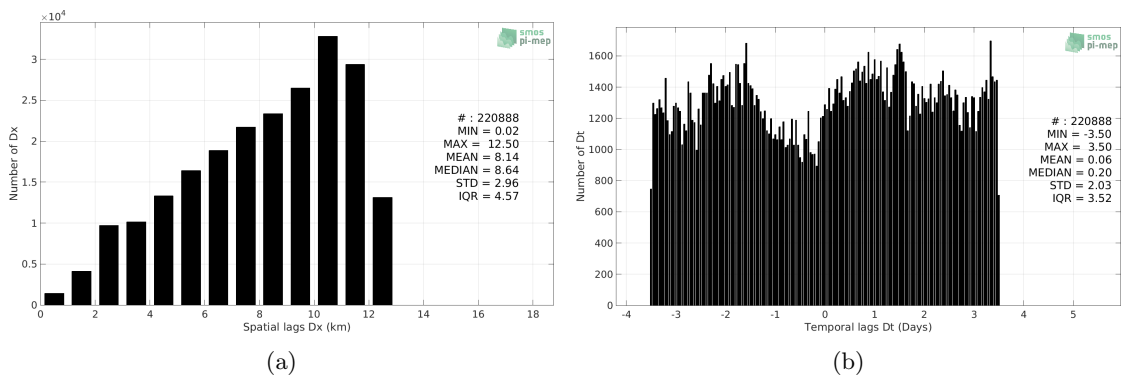 ×10⁴
3
2.5
2
1.5
1
0.5
0
Number of Dx
0 2 4 6 8 10 12 14 16 18
Spatial lags Dx (km)
smos
pi-mep
# : 220888
MIN = 0.02
MAX = 12.50
MEAN = 8.14
MEDIAN = 8.64
STD = 2.96
IQR = 4.57
(a)
1600
1400
1200
1000
800
600
400
200
0
Number of Dt
-4 -3 -2 -1 0 1 2 3 4 5
Temporal lags Dt (Days)
smos
pi-mep
# : 220888
MIN = -3.50
MAX = 3.50
MEAN = 0.06
MEDIAN = 0.20
STD = 2.03
IQR = 3.52
(b)